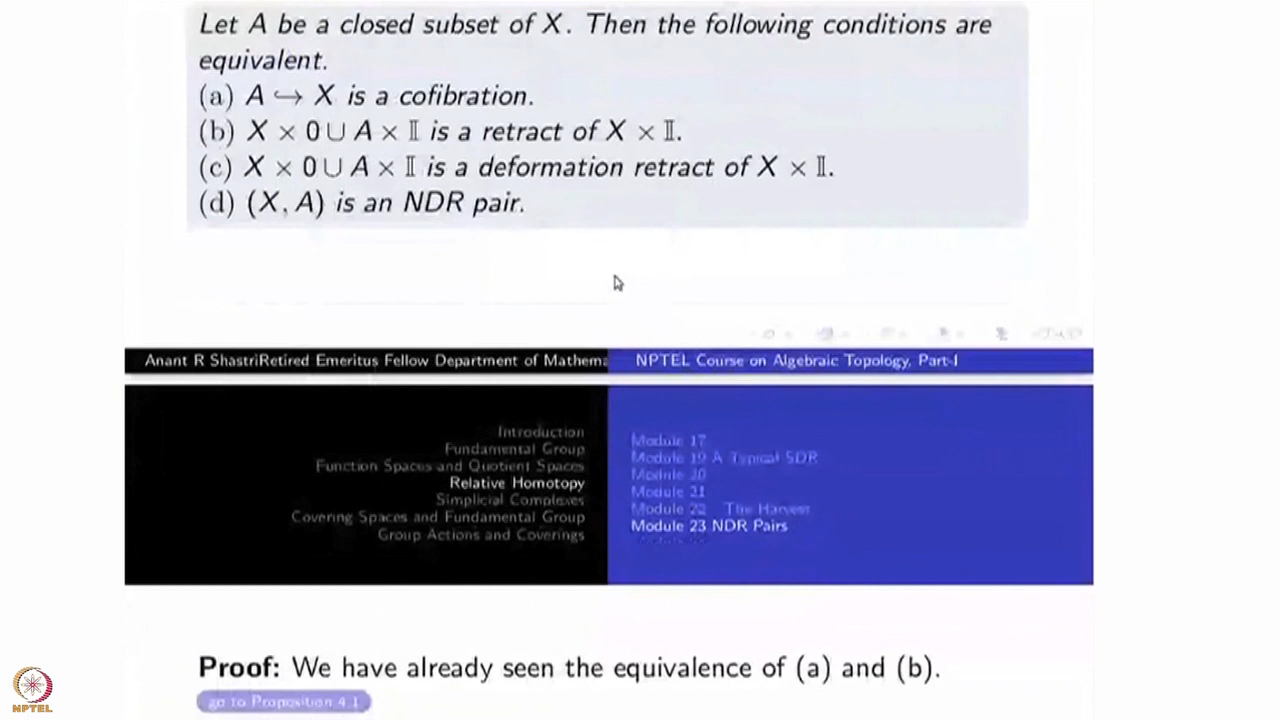 Let A be a closed subset of X. Then the following conditions are
equivalent.
(a) A ↪ X is a cofibration.
(b) X × 0 ∪ A × 𝕀 is a retract of X × 𝕀.
(c) X × 0 ∪ A × 𝕀 is a deformation retract of X × 𝕀.
(d) (X, A) is an NDR pair.
Anant R ShastriRetired Emeritus Fellow Department of Mathema NPTEL Course on Algebraic Topology, Part-I
Introduction
Fundamental Group
Function Spaces and Quotient Spaces
Relative Homotopy
Simplicial Complexes
Covering Spaces and Fundamental Group
Group Actions and Coverings
Module 17
Module 19 A Typical SDR
Module 20
Module 21
Module 22 The Harvest
Module 23 NDR Pairs
Proof: We have already seen the equivalence of (a) and (b).
go to Proposition 4.1
NPTEL